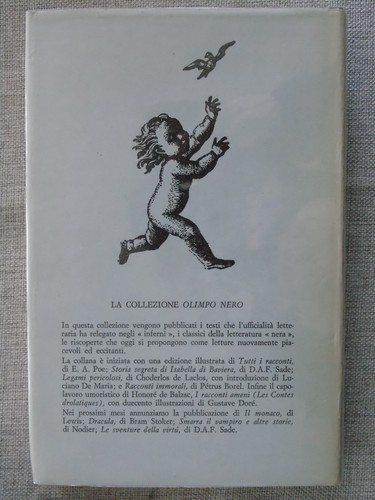 LA COLLEZIONE OLIMPO NERO
In questa collezione vengono pubblicati i testi che l'ufficialità lette-
raria ha relegato negli « inferni », i classici della letteratura « nera »,
le riscoperte che oggi si propongono come letture nuovamente pia-
cevoli ed eccitanti.
La collana è iniziata con una edizione illustrata di Tutti i racconti,
di E. A. Poe; Storia segreta di Isabella di Baviera, di D.A.F. Sade;
Legami pericolosi, di Choderlos de Laclos, con introduzione di Lu-
ciano De Maria; e Racconti immorali, di Pétrus Borel. Infine il capo-
lavoro umoristico di Honoré de Balzac, I racconti ameni (Les Contes
drolatiques), con duecento illustrazioni di Gustave Doré.
Nei prossimi mesi annunziamo la pubblicazione di Il monaco, di
Lewis; Dracula, di Bram Stoker; Smarra il vampiro e altre storie,
di Nodier; Le sventure della virtù, di D.A.F. Sade.